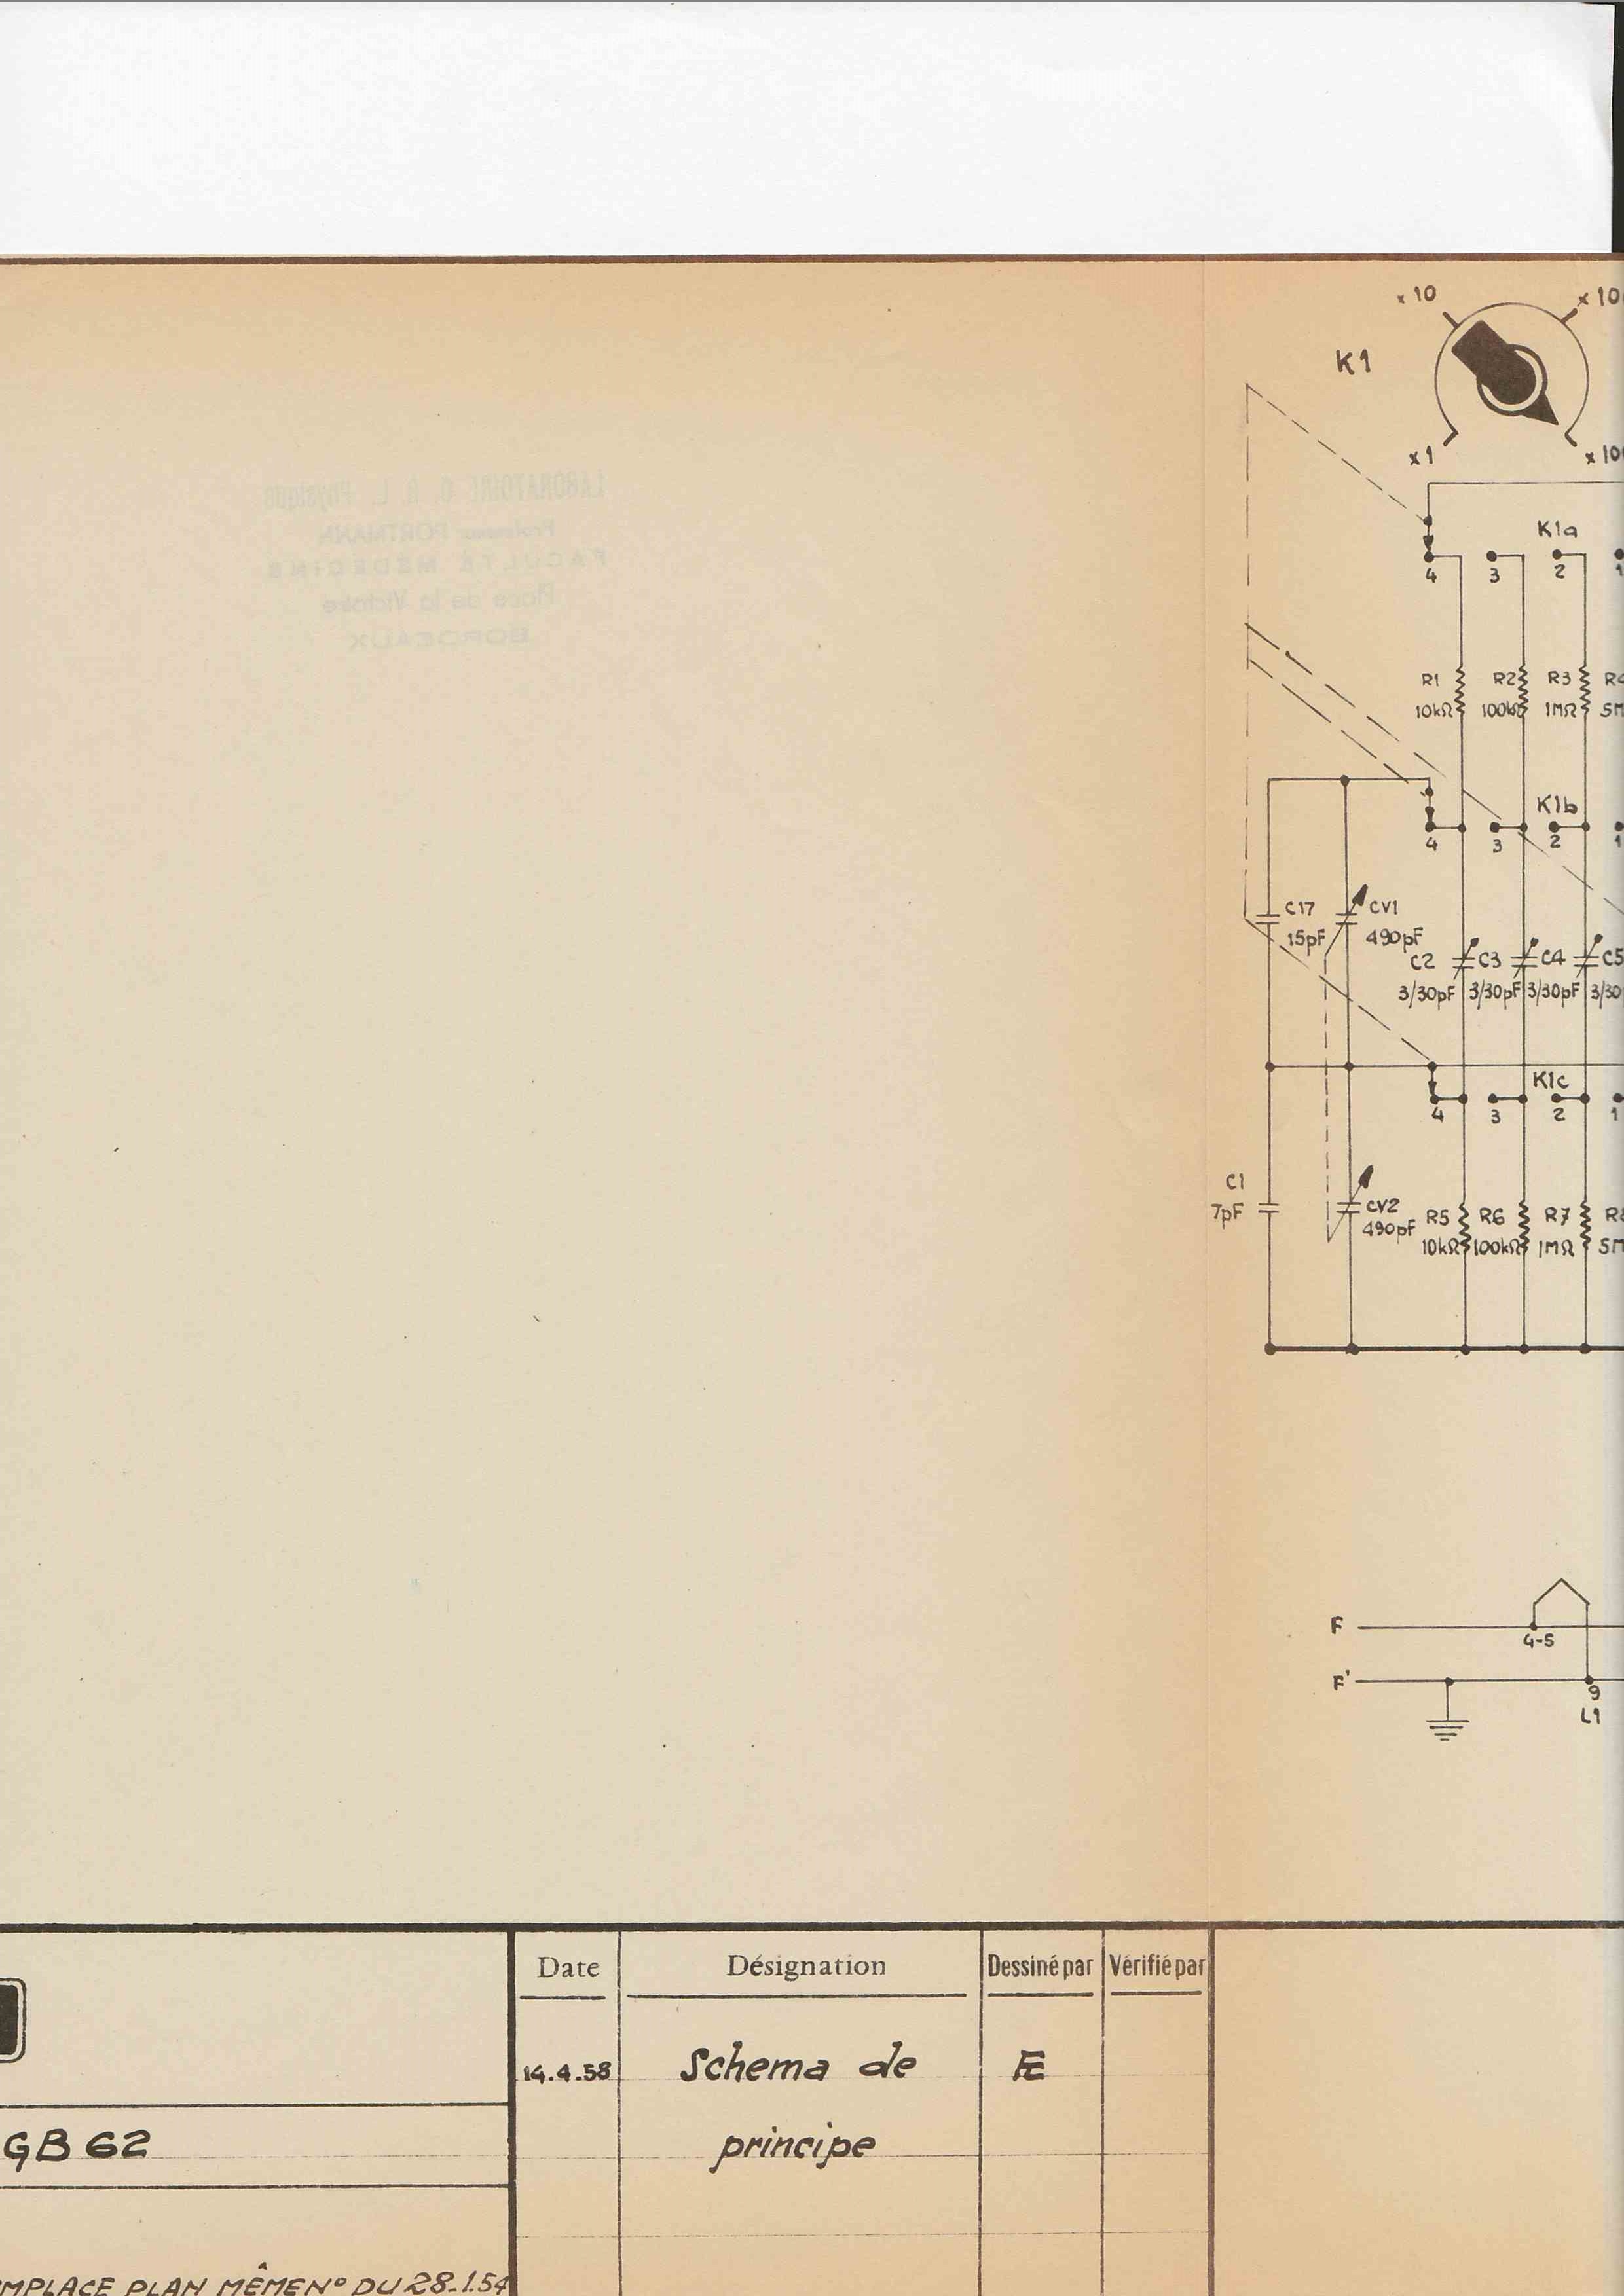 x 10
x 10
K1
x1
x 10
LABORATOIRE O. R. L. Physique
Professeur PORTMANN
FACULTÉ MÉDECINE
Place de la Victoire
BORDEAUX
K1a
4
3
2
1
R1
10kΩ
R2
100kΩ
R3
1MΩ
R4
5M
K1b
4
3
2
1
C17
15pF
CV1
490pF
C2
3/30pF
C3
3/30pF
C4
3/30pF
C5
3/30
K1c
4
3
2
1
C1
7pF
CV2
490pF
R5
10kΩ
R6
100kΩ
R7
1MΩ
R8
5M
F
4-5
F'
9
L1
Date
Désignation
Dessiné par
Vérifié par
14.4.58
Schema de
principe
Æ
GB 62
MPLACE PLAN MÊME N° DU 28.1.54